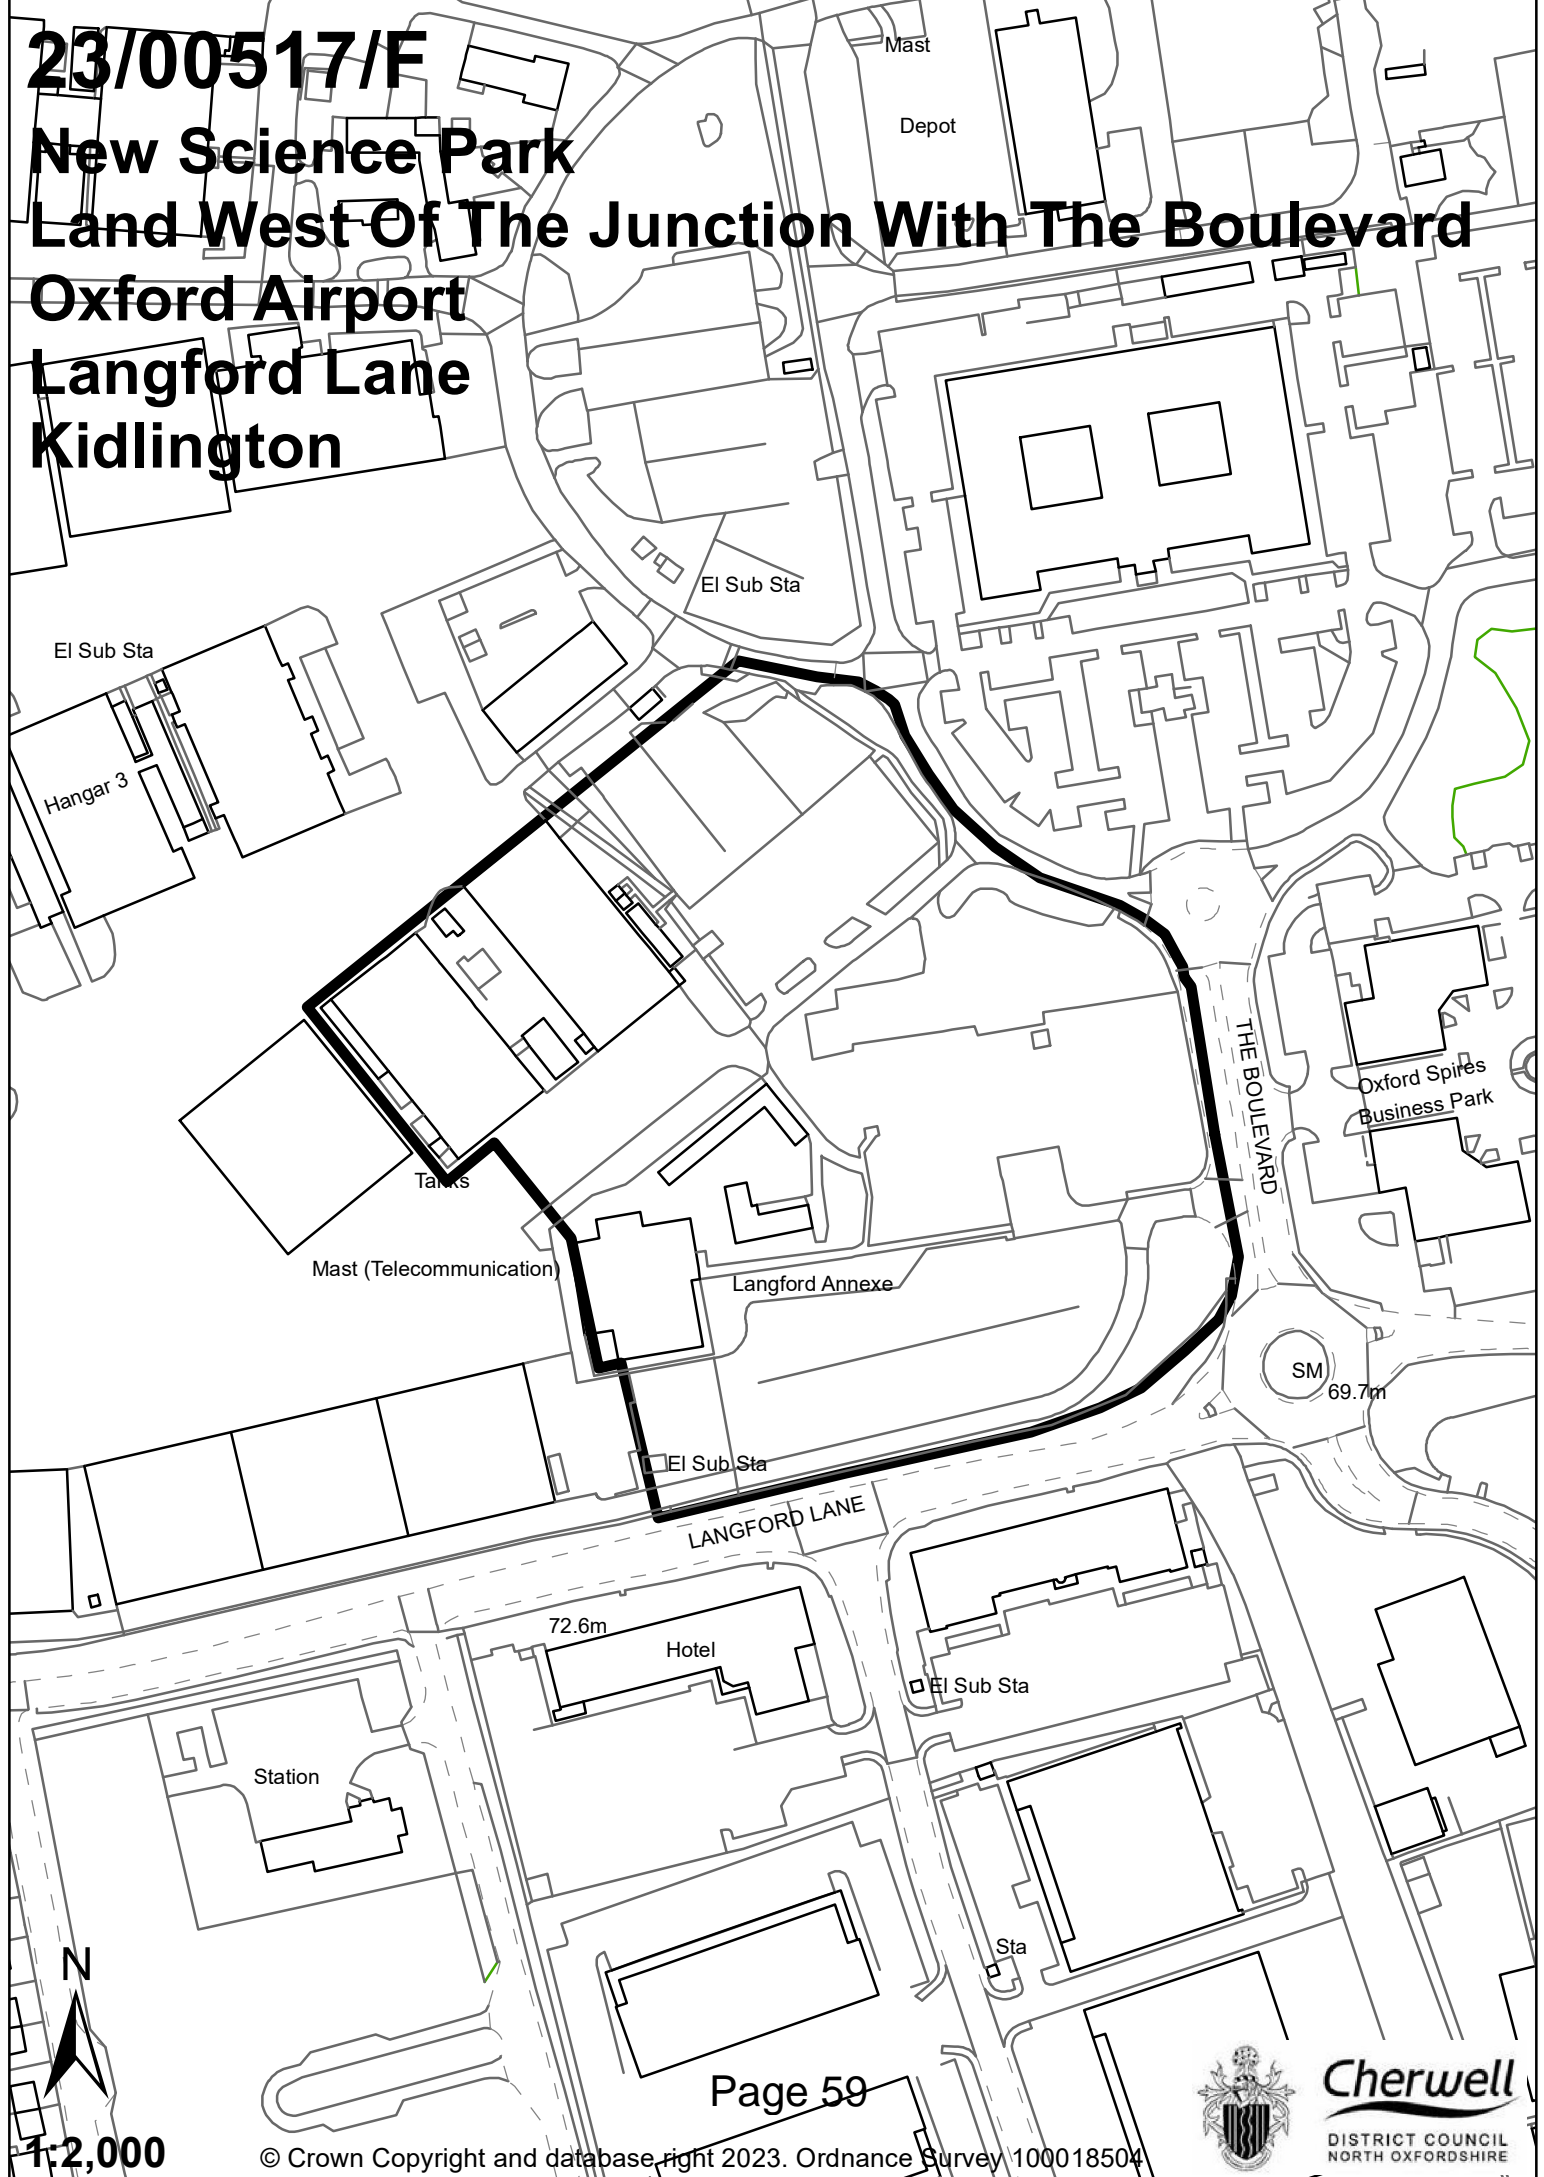 23/00517/F
New Science Park
Land West Of The Junction With The Boulevard
Oxford Airport
Langford Lane
Kidlington
Mast
Depot
El Sub Sta
El Sub Sta
Hangar 3
THE BOULEVARD
Oxford Spires
Business Park
Tanks
Mast (Telecommunication)
Langford Annexe
SM
69.7m
El Sub Sta
LANGFORD LANE
72.6m
Hotel
El Sub Sta
Station
Sta
N
Page 59
1:2,000
© Crown Copyright and database right 2023. Ordnance Survey 100018504
Cherwell
DISTRICT COUNCIL
NORTH OXFORDSHIRE